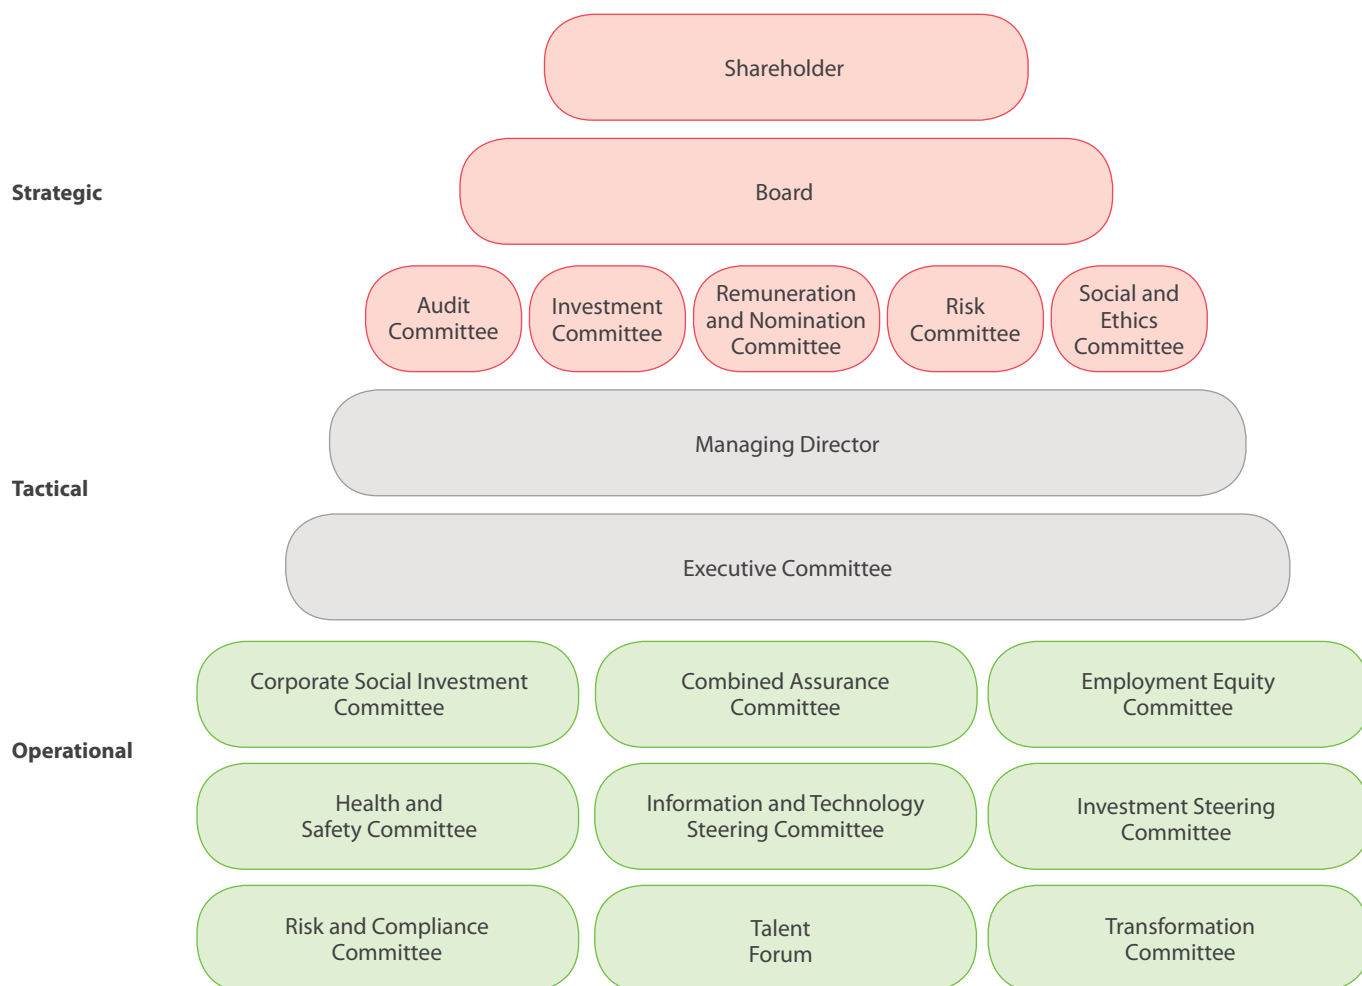 Shareholder
Strategic
Board
Audit
Committee
Investment
Committee
Remuneration
and Nomination
Committee
Risk
Committee
Social and
Ethics
Committee
Managing Director
Tactical
Executive Committee
Corporate Social Investment
Committee
Combined Assurance
Committee
Employment Equity
Committee
Operational
Health and
Safety Committee
Information and Technology
Steering Committee
Investment Steering
Committee
Risk and Compliance
Committee
Talent
Forum
Transformation
Committee